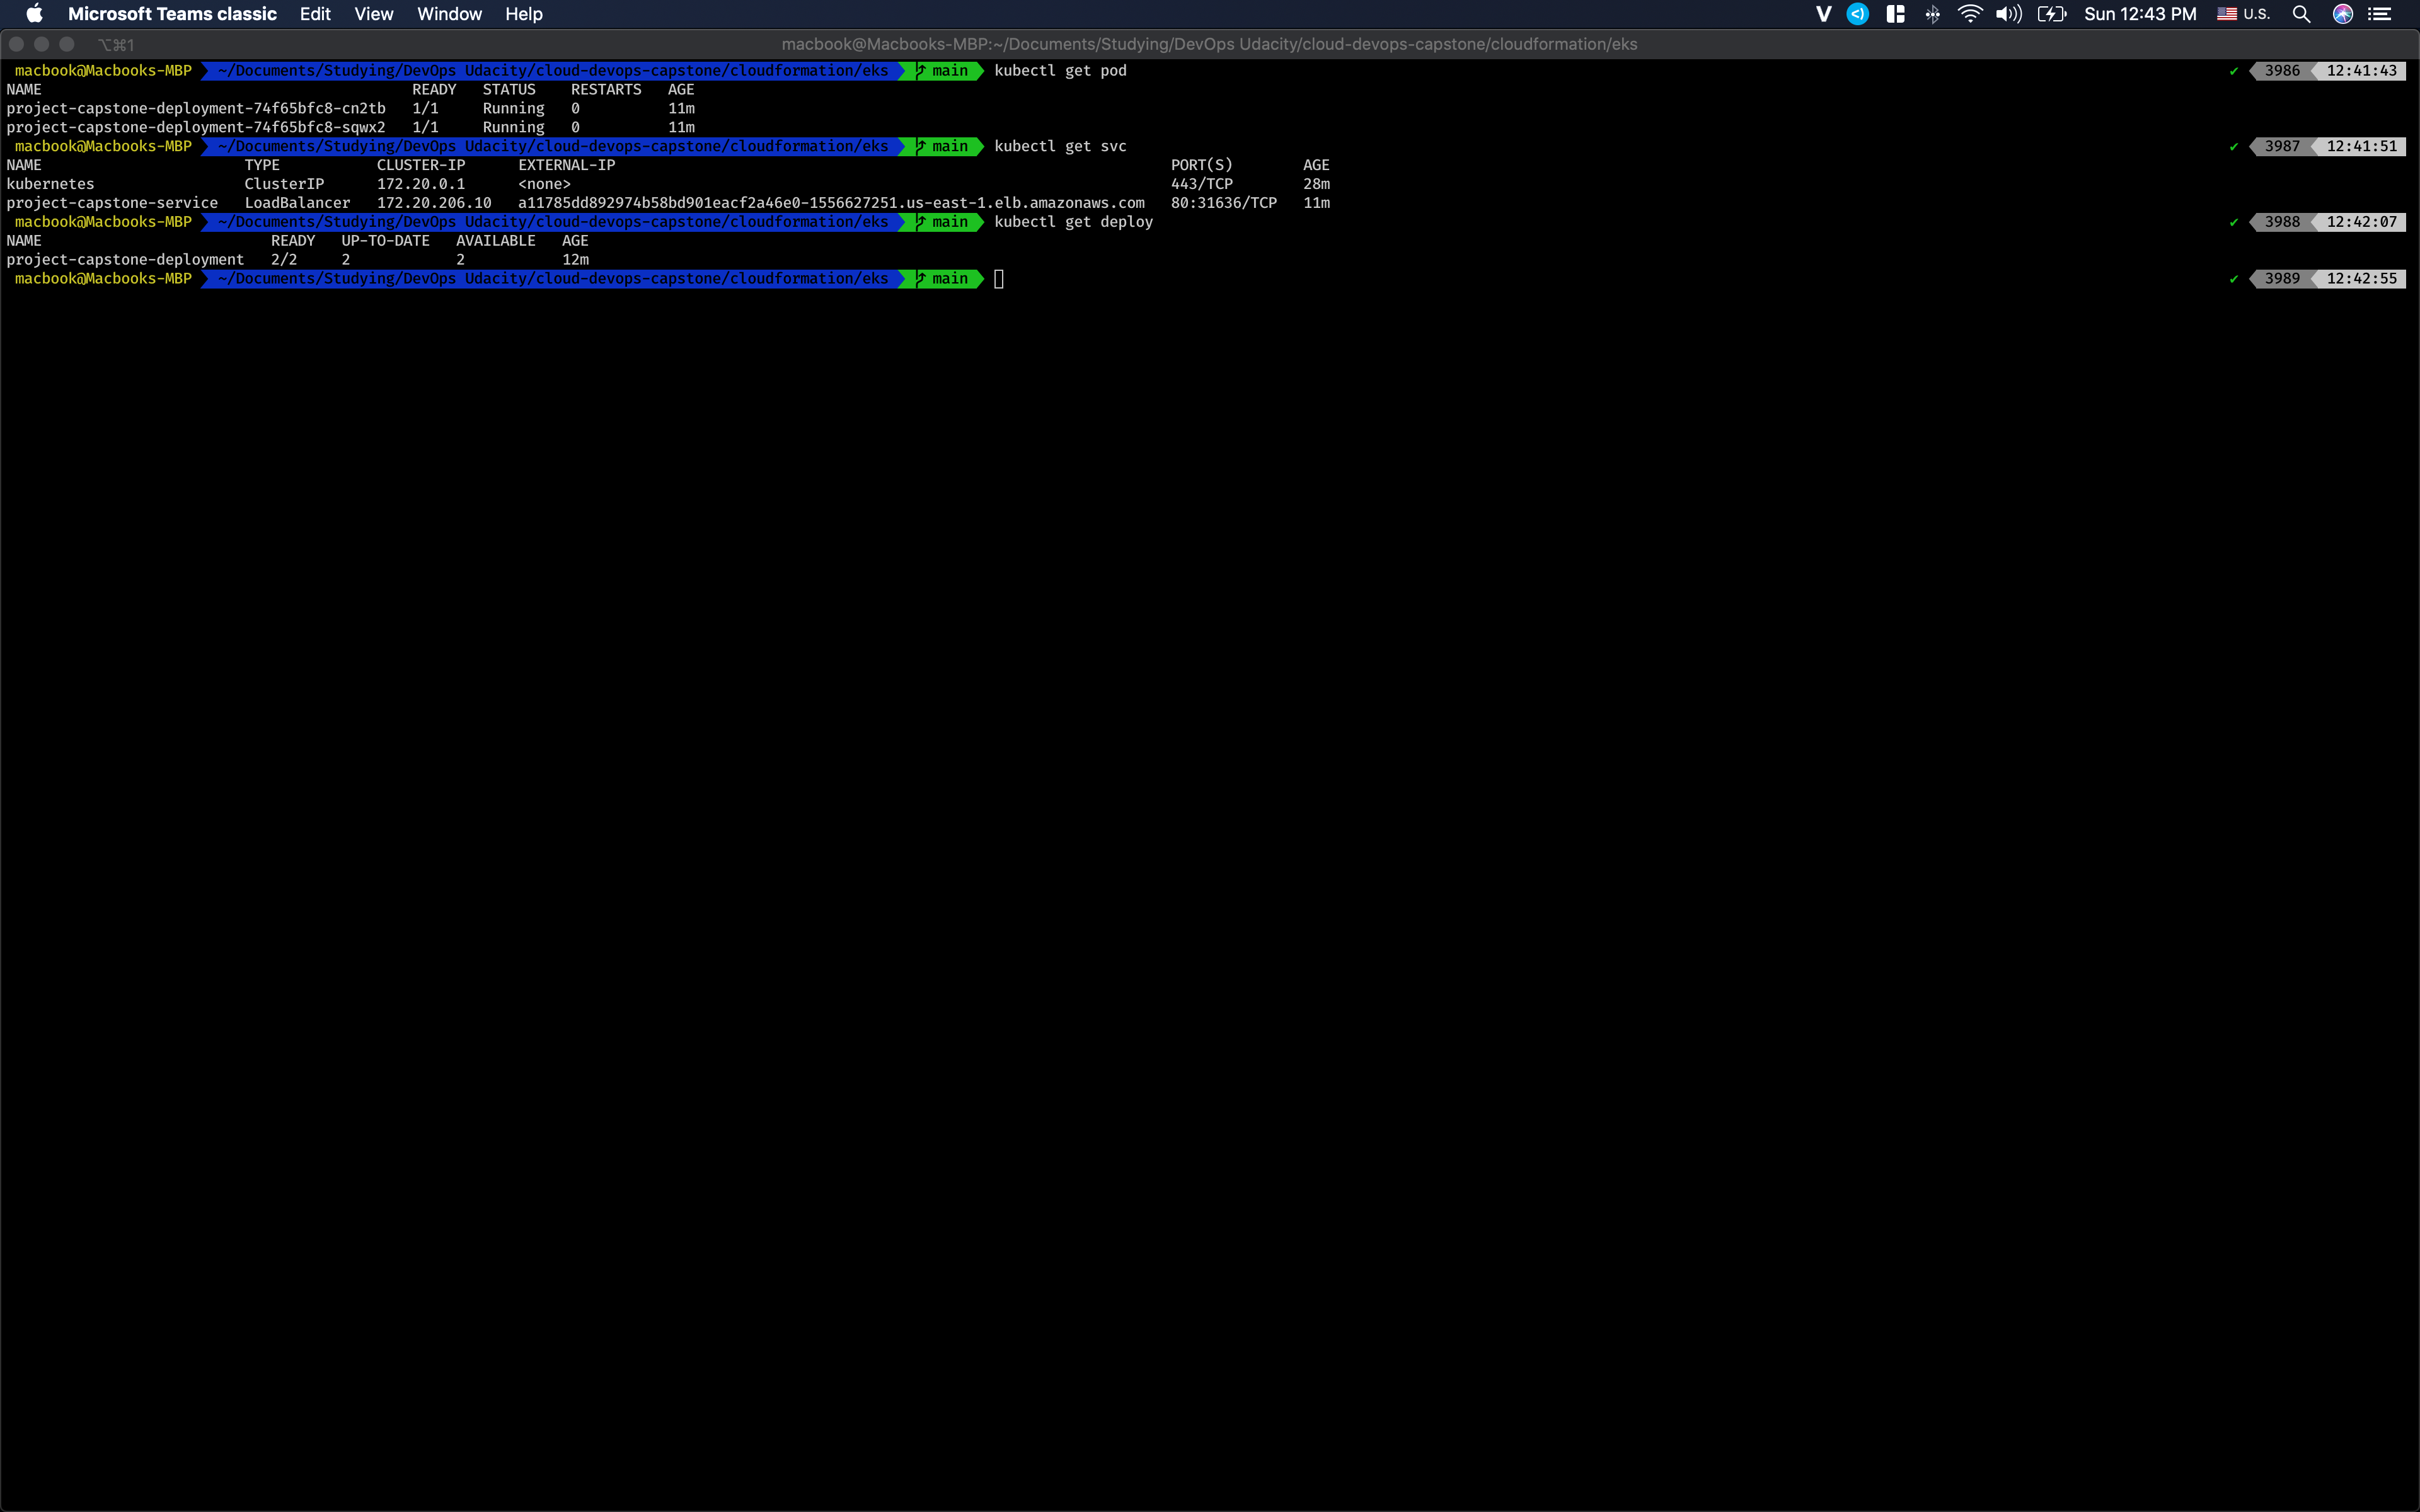 Microsoft Teams classic Edit View Window Help V Sun 12:43 PM U.S.
⌥⌘1 macbook@Macbooks-MBP:~/Documents/Studying/DevOps Udacity/cloud-devops-capstone/cloudformation/eks
macbook@Macbooks-MBP ~/Documents/Studying/DevOps Udacity/cloud-devops-capstone/cloudformation/eks main kubectl get pod ✔ 3986 12:41:43
NAME READY STATUS RESTARTS AGE
project-capstone-deployment-74f65bfc8-cn2tb 1/1 Running 0 11m
project-capstone-deployment-74f65bfc8-sqwx2 1/1 Running 0 11m
macbook@Macbooks-MBP ~/Documents/Studying/DevOps Udacity/cloud-devops-capstone/cloudformation/eks main kubectl get svc ✔ 3987 12:41:51
NAME TYPE CLUSTER-IP EXTERNAL-IP PORT(S) AGE
kubernetes ClusterIP 172.20.0.1 <none> 443/TCP 28m
project-capstone-service LoadBalancer 172.20.206.10 a11785dd892974b58bd901eacf2a46e0-1556627251.us-east-1.elb.amazonaws.com 80:31636/TCP 11m
macbook@Macbooks-MBP ~/Documents/Studying/DevOps Udacity/cloud-devops-capstone/cloudformation/eks main kubectl get deploy ✔ 3988 12:42:07
NAME READY UP-TO-DATE AVAILABLE AGE
project-capstone-deployment 2/2 2 2 12m
macbook@Macbooks-MBP ~/Documents/Studying/DevOps Udacity/cloud-devops-capstone/cloudformation/eks main ✔ 3989 12:42:55